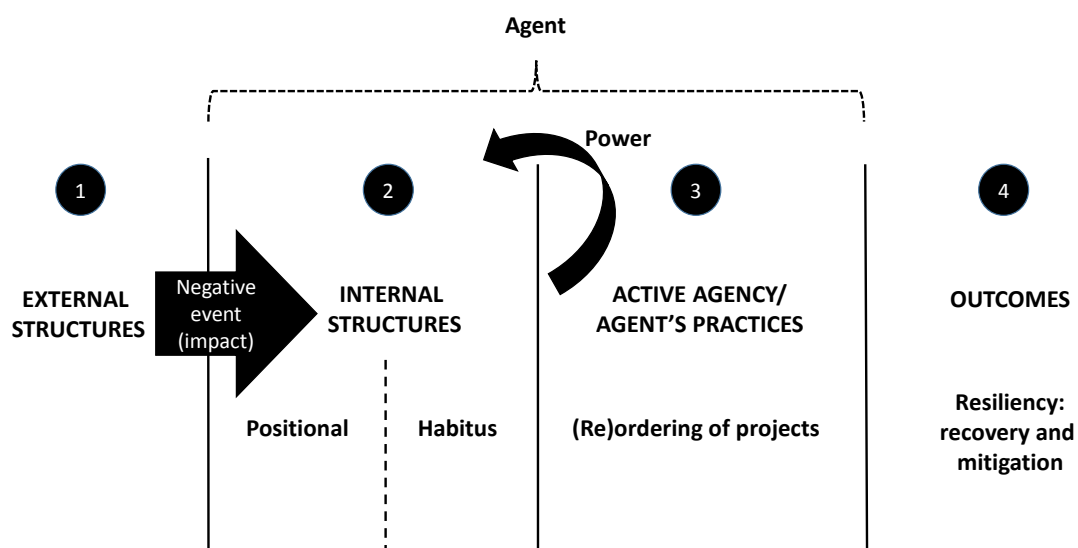 Agent
Power
1
2
3
4
EXTERNAL
STRUCTURES
Negative
event
(impact)
INTERNAL
STRUCTURES
ACTIVE AGENCY/
AGENT’S PRACTICES
OUTCOMES
Positional
Habitus
(Re)ordering of projects
Resiliency:
recovery and
mitigation